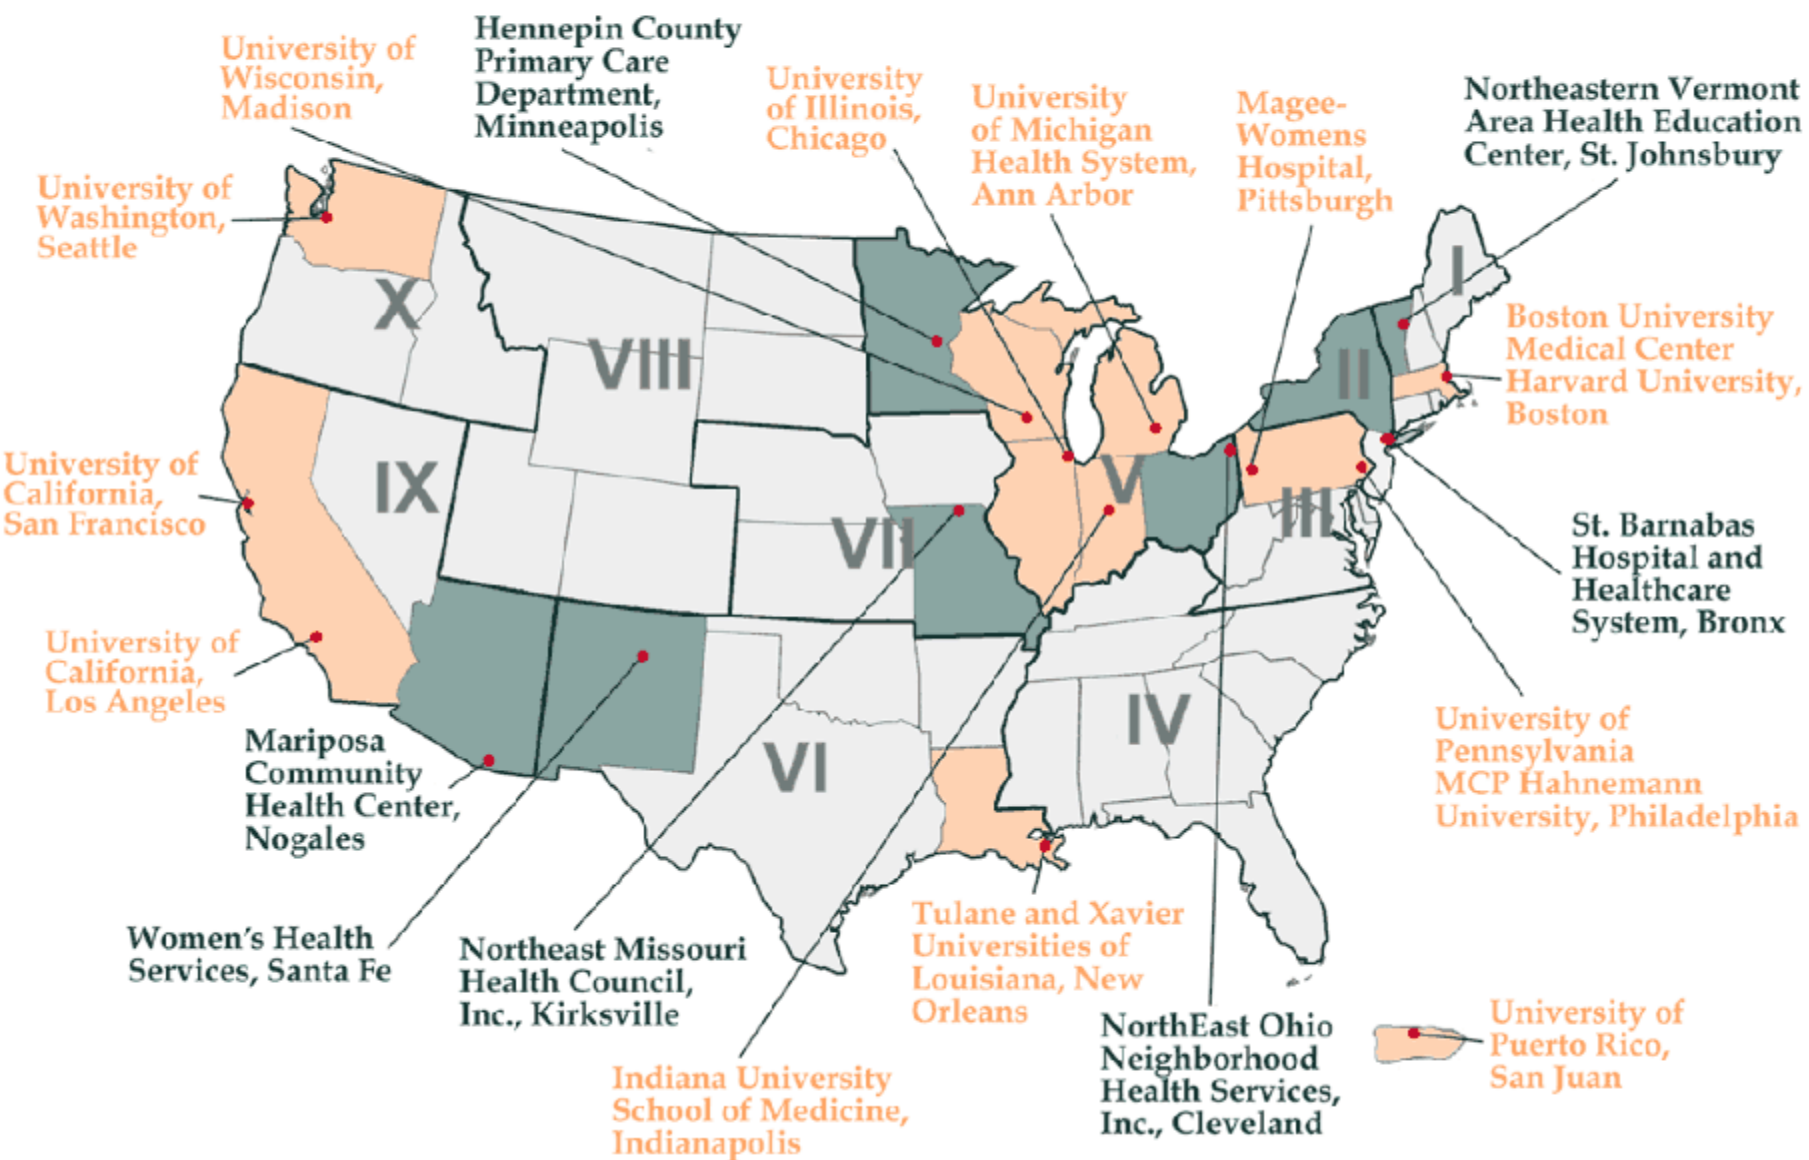 University of
Wisconsin,
Madison
Hennepin County
Primary Care
Department,
Minneapolis
University
of Illinois,
Chicago
University
of Michigan
Health System,
Ann Arbor
Magee-
Womens
Hospital,
Pittsburgh
Northeastern Vermont
Area Health Education
Center, St. Johnsbury
University of
Washington,
Seattle
Boston University
Medical Center
Harvard University,
Boston
University of
California,
San Francisco
St. Barnabas
Hospital and
Healthcare
System, Bronx
University of
California,
Los Angeles
University of
Pennsylvania
MCP Hahnemann
University, Philadelphia
Mariposa
Community
Health Center,
Nogales
Women's Health
Services, Santa Fe
Northeast Missouri
Health Council,
Inc., Kirksville
Tulane and Xavier
Universities of
Louisiana, New
Orleans
Indiana University
School of Medicine,
Indianapolis
NorthEast Ohio
Neighborhood
Health Services,
Inc., Cleveland
University of
Puerto Rico,
San Juan
I
II
III
IV
V
VI
VII
VIII
IX
X